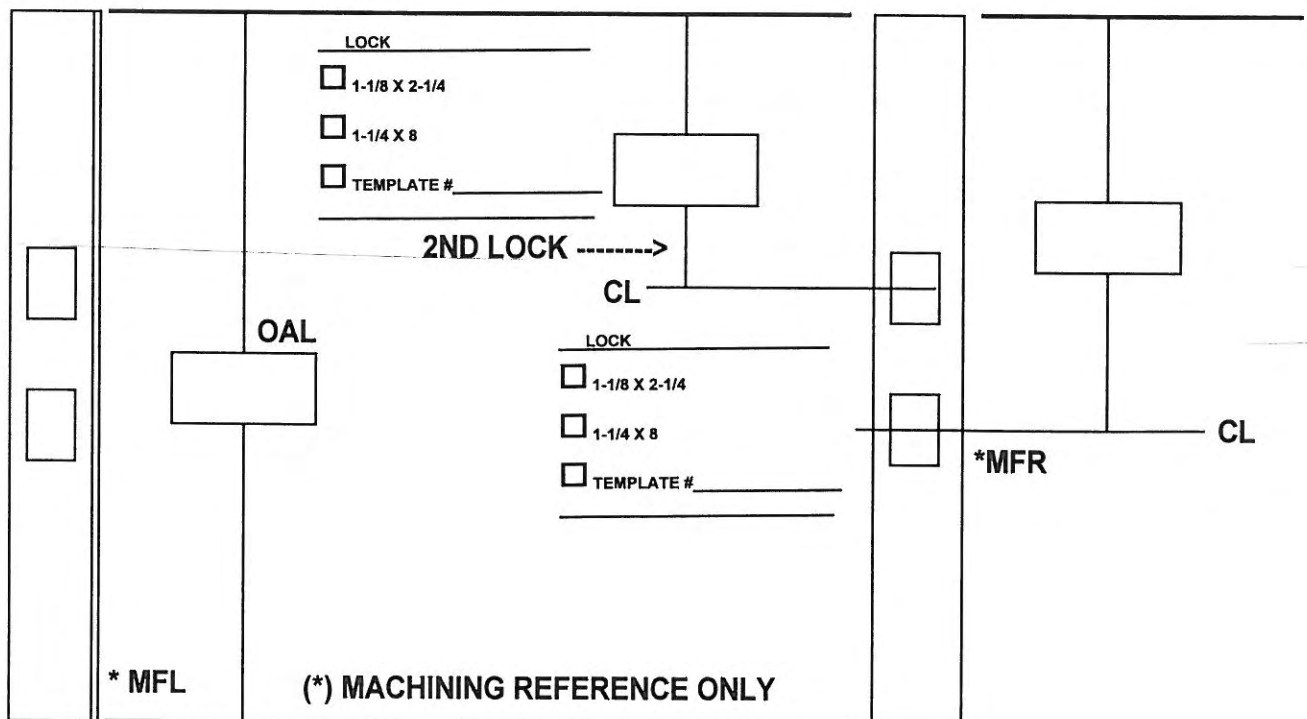 LOCK
1-1/8 X 2-1/4
1-1/4 X 8
TEMPLATE #
2ND LOCK -------->
CL
OAL
LOCK
1-1/8 X 2-1/4
1-1/4 X 8
TEMPLATE #
CL
*MFR
* MFL
(*) MACHINING REFERENCE ONLY